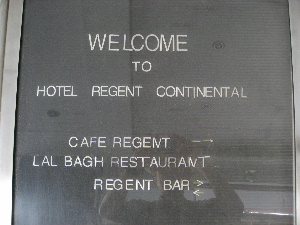 WELCOME
TO
HOTEL REGENT CONTINENTAL
CAFE REGENT →
LAL BAGH RESTAURANT
REGENT BAR >
<